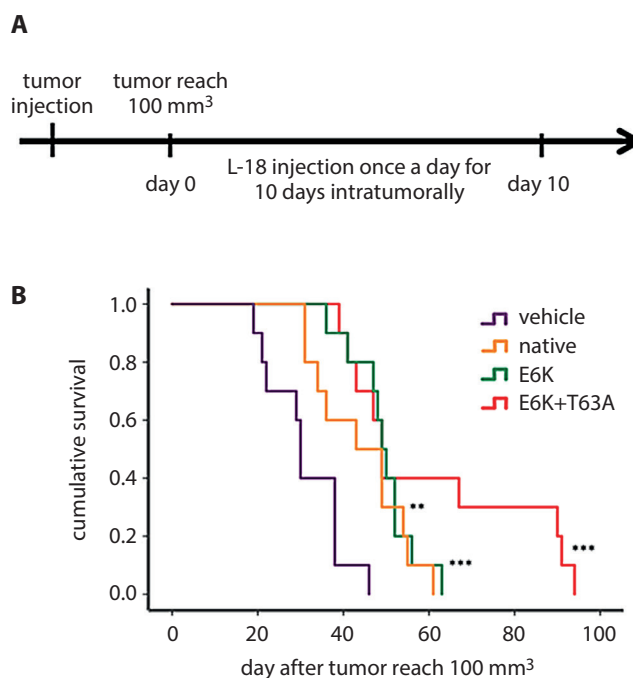 A
tumor injection
tumor reach 100 mm³
day 0
L-18 injection once a day for
10 days intratumorally
day 10
B
cumulative survival
1.0
0.8
0.6
0.4
0.2
0.0
vehicle
native
E6K
E6K+T63A
**
***
***
0 20 40 60 80 100
day after tumor reach 100 mm³